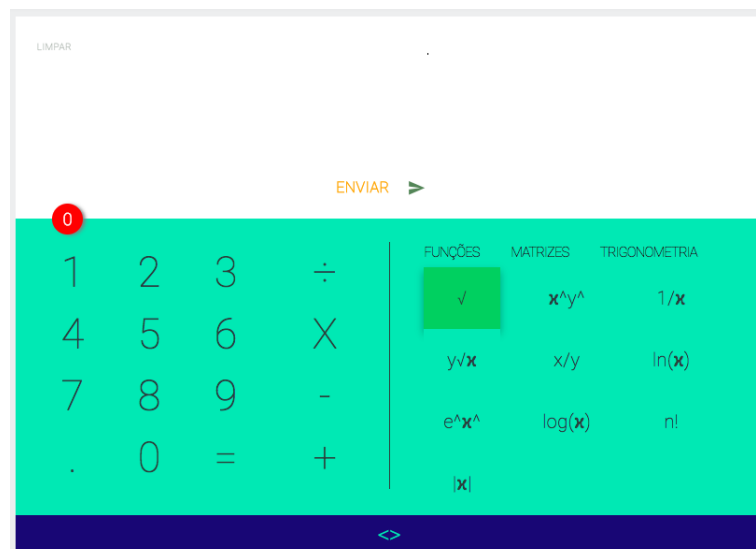 LIMPAR
.
ENVIAR
0
1 2 3 ÷
4 5 6 X
7 8 9 -
. 0 = +
FUNÇÕES MATRIZES TRIGONOMETRIA
√ x^y^ 1/x
y√x x/y ln(x)
e^x^ log(x) n!
|x|
<>